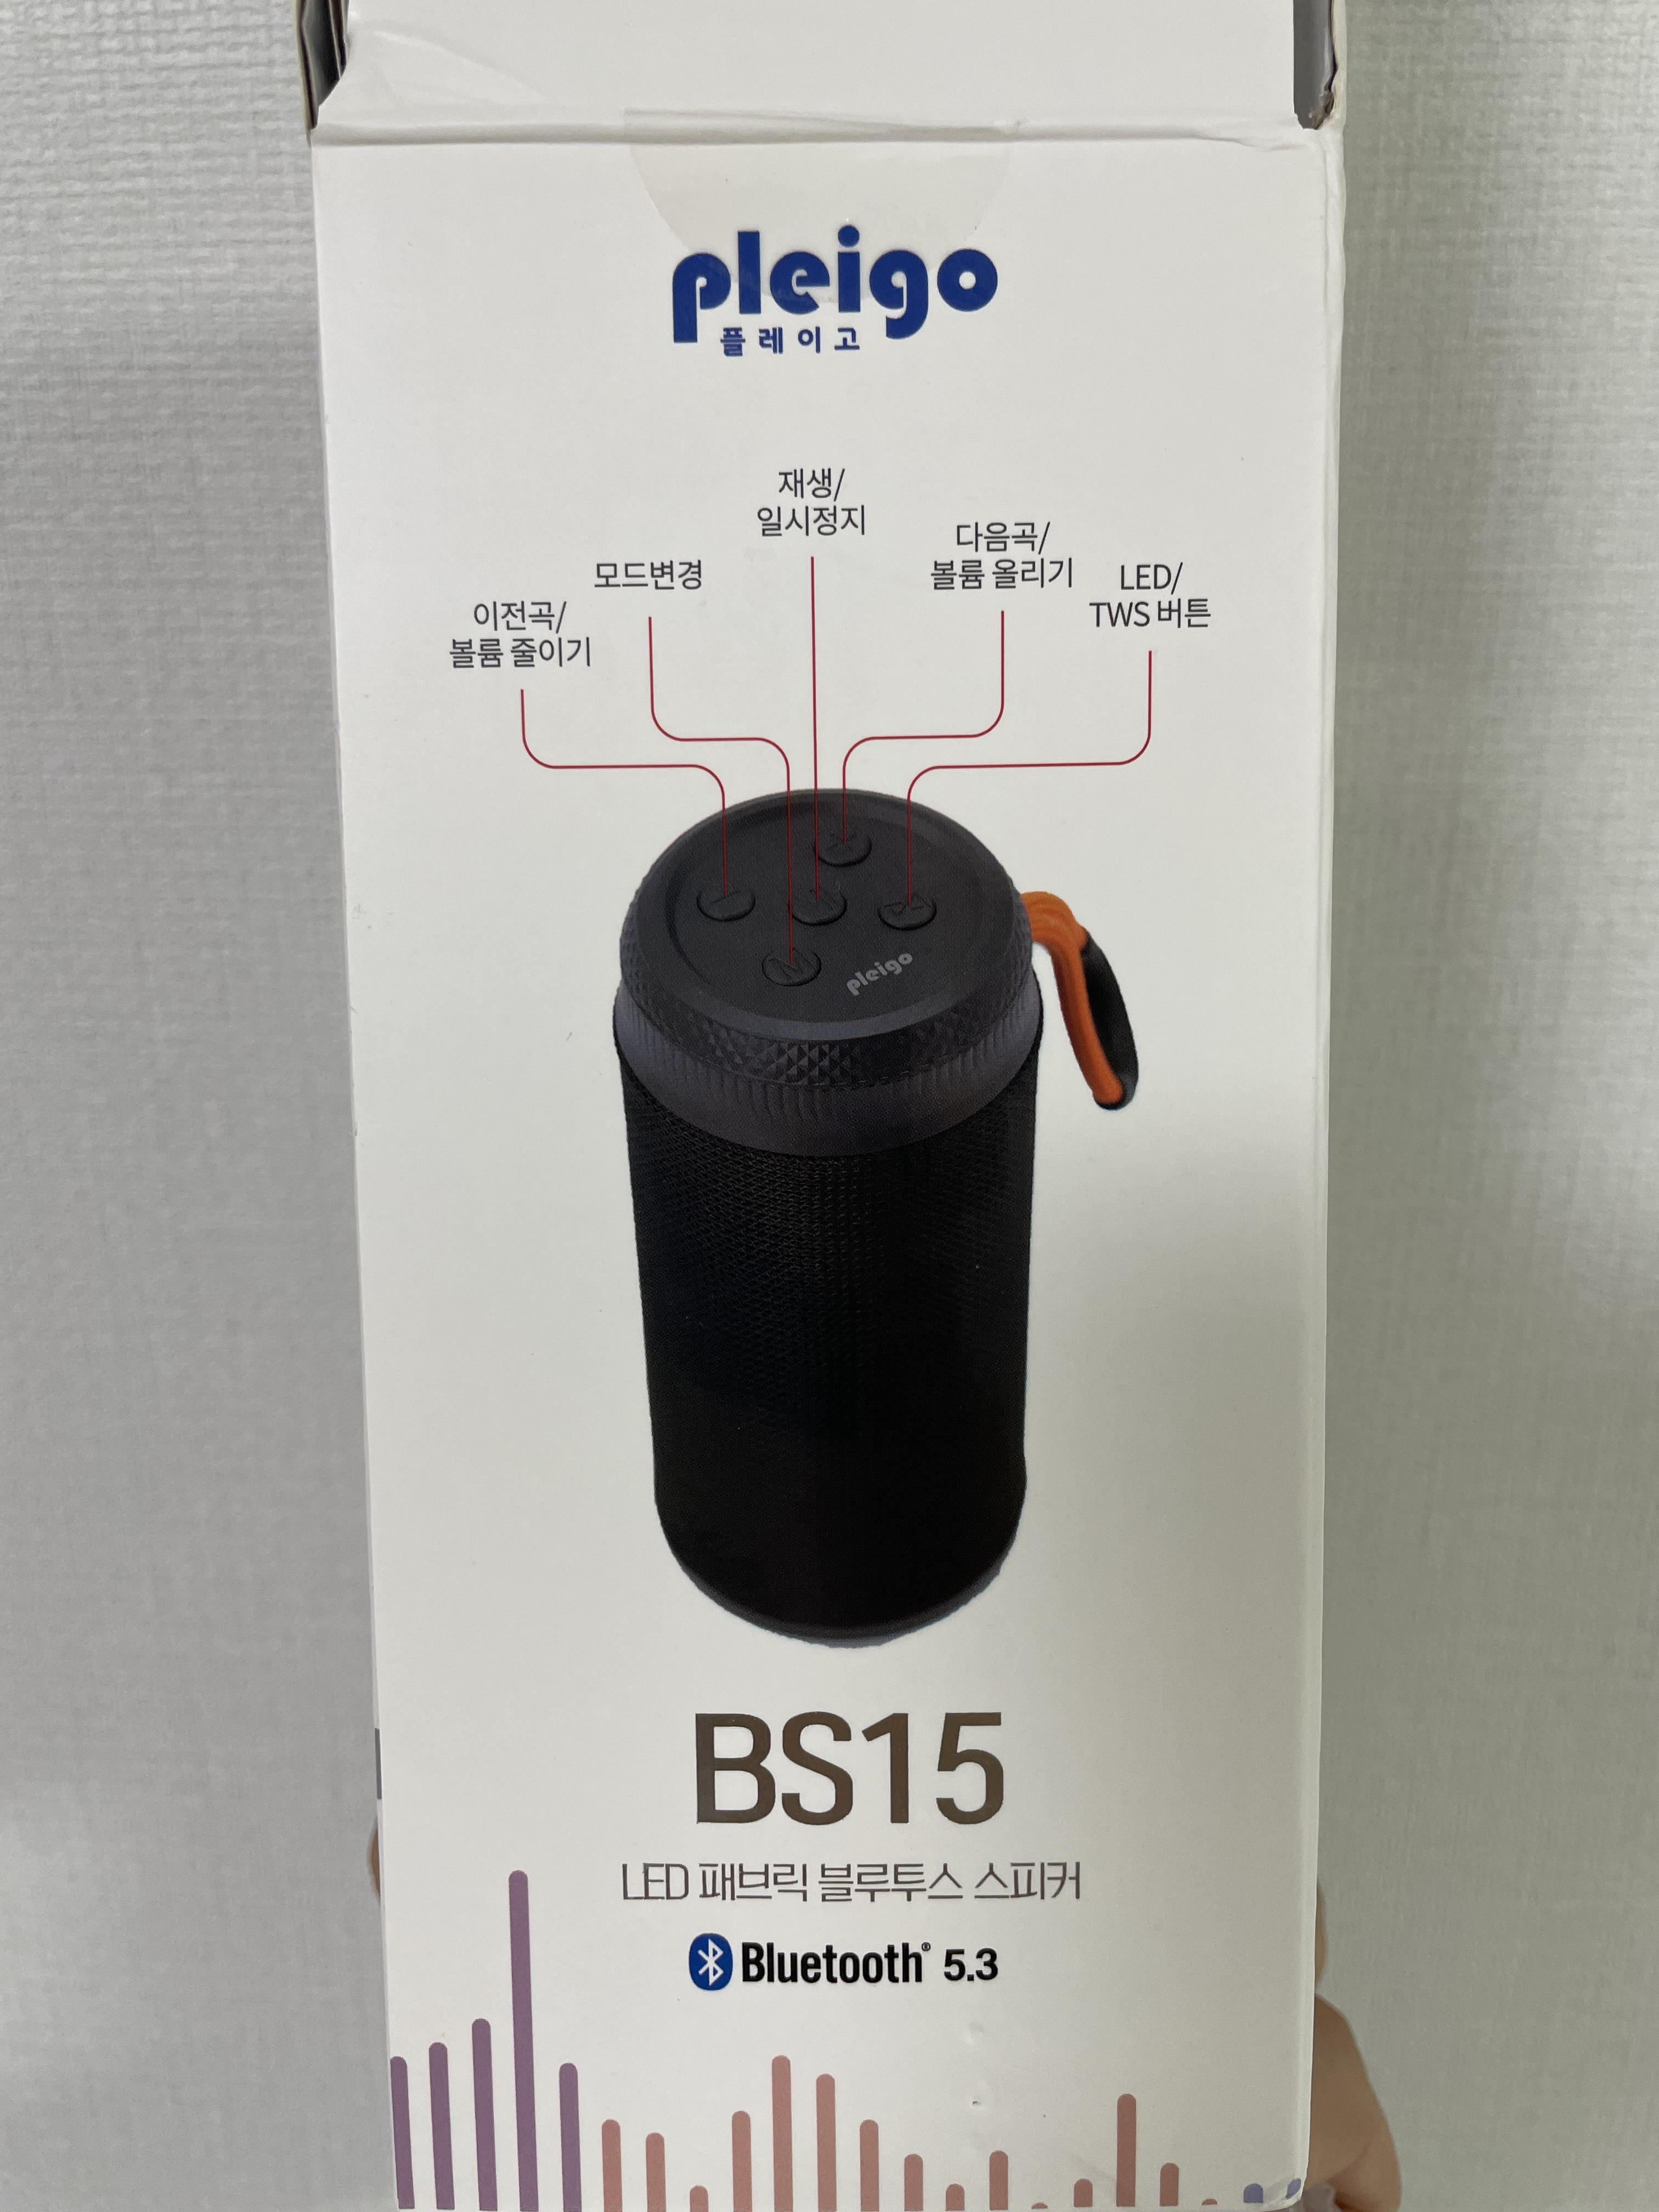 pleigo
플레이고
재생/
일시정지
다음곡/
볼륨 올리기
모드변경
LED/
TWS 버튼
이전곡/
볼륨 줄이기
pleigo
BS15
LED 패브릭 블루투스 스피커
Bluetooth® 5.3